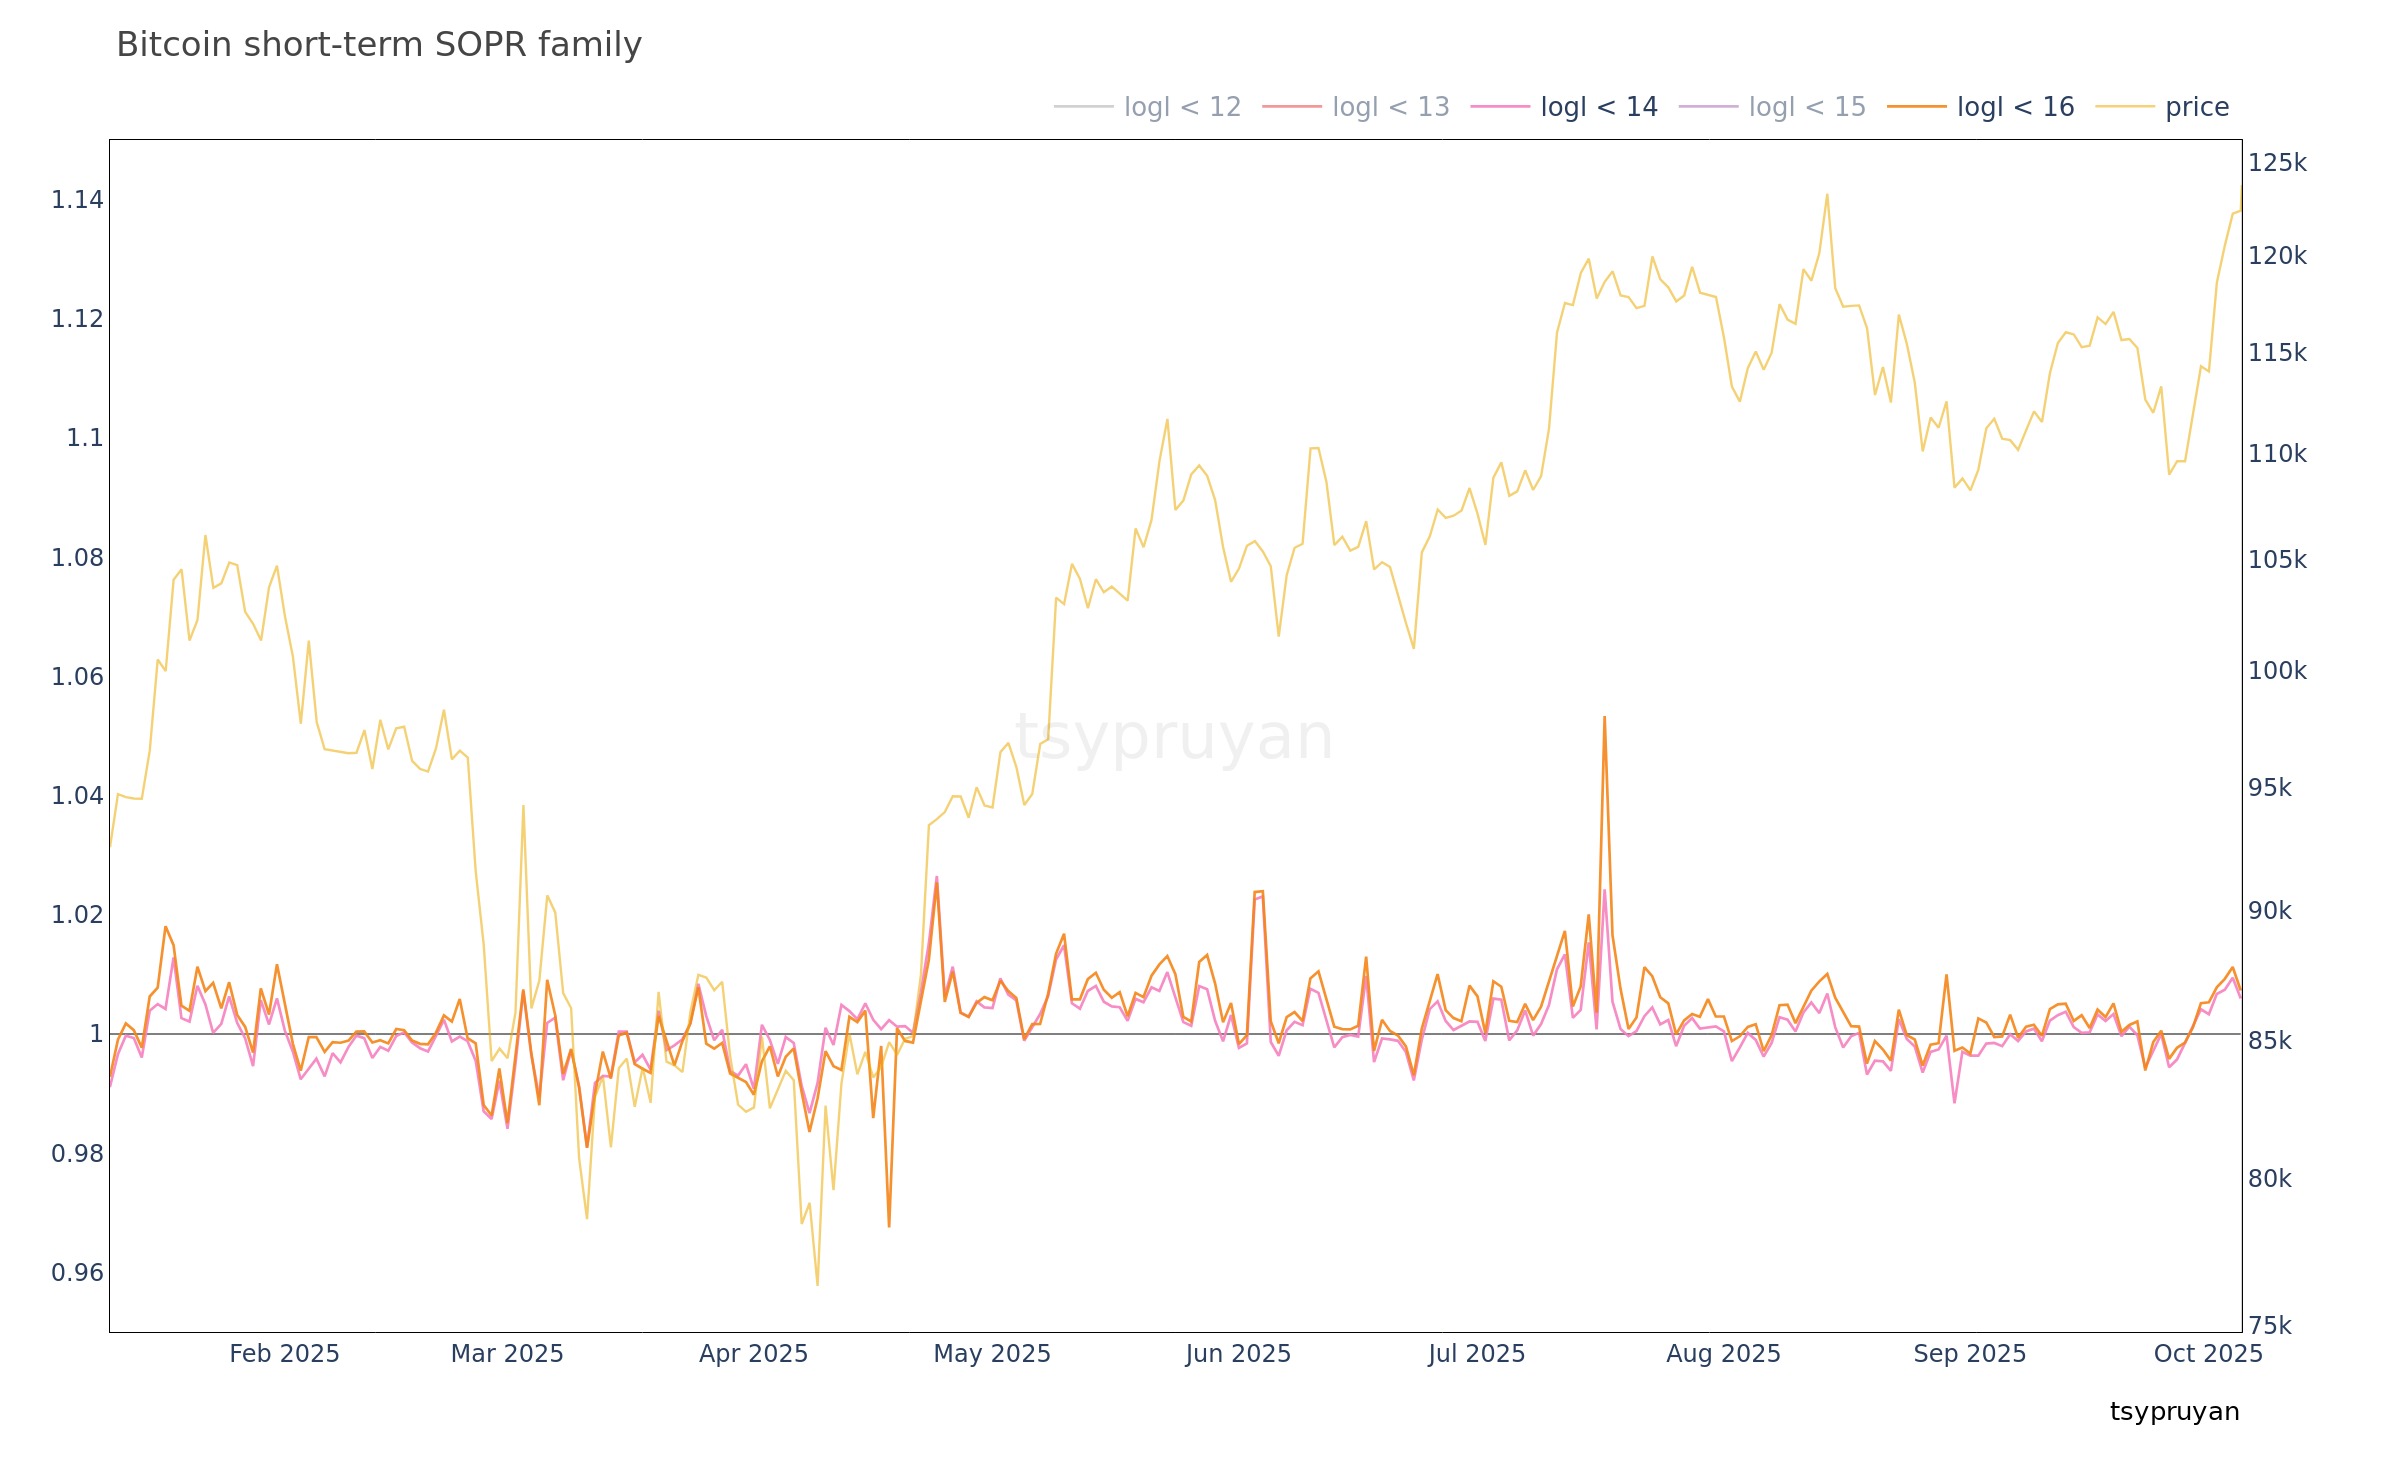 Bitcoin short-term SOPR family
logl < 12 logl < 13 logl < 14 logl < 15 logl < 16 price
1.14
1.12
1.1
1.08
1.06
1.04
1.02
1
0.98
0.96
125k
120k
115k
110k
105k
100k
95k
90k
85k
80k
75k
tsypruyan
Feb 2025 Mar 2025 Apr 2025 May 2025 Jun 2025 Jul 2025 Aug 2025 Sep 2025 Oct 2025
tsypruyan